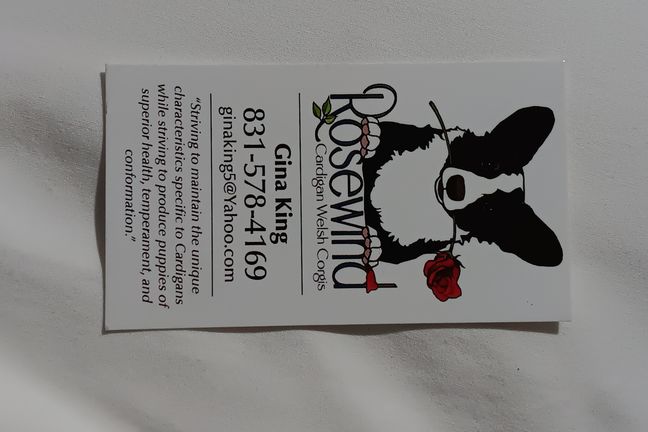 Rosewind
Cardigan Welsh Corgis
Gina King
831-578-4169
ginaking5@Yahoo.com
"Striving to maintain the unique
characteristics specific to Cardigans
while striving to produce puppies of
superior health, temperament, and
conformation."